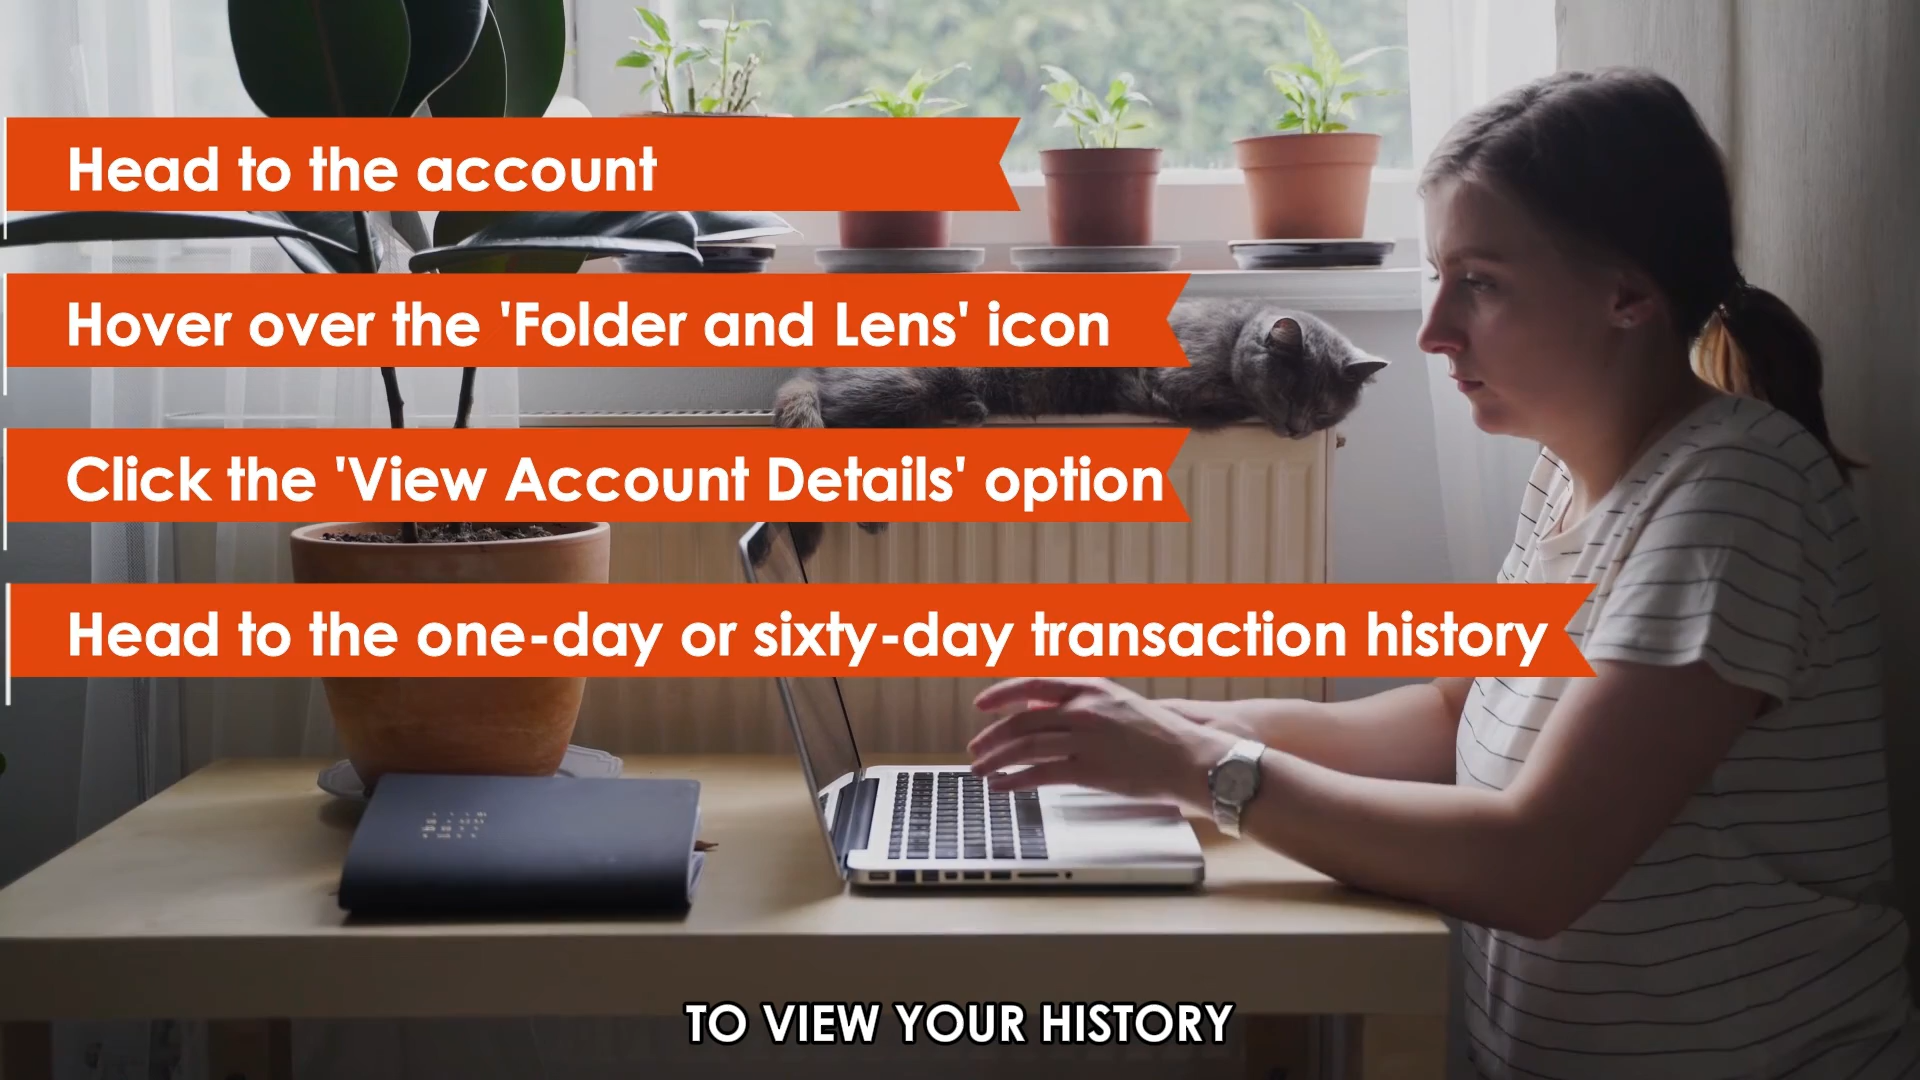 Head to the account
Hover over the 'Folder and Lens' icon
Click the 'View Account Details' option
Head to the one-day or sixty-day transaction history
TO VIEW YOUR HISTORY